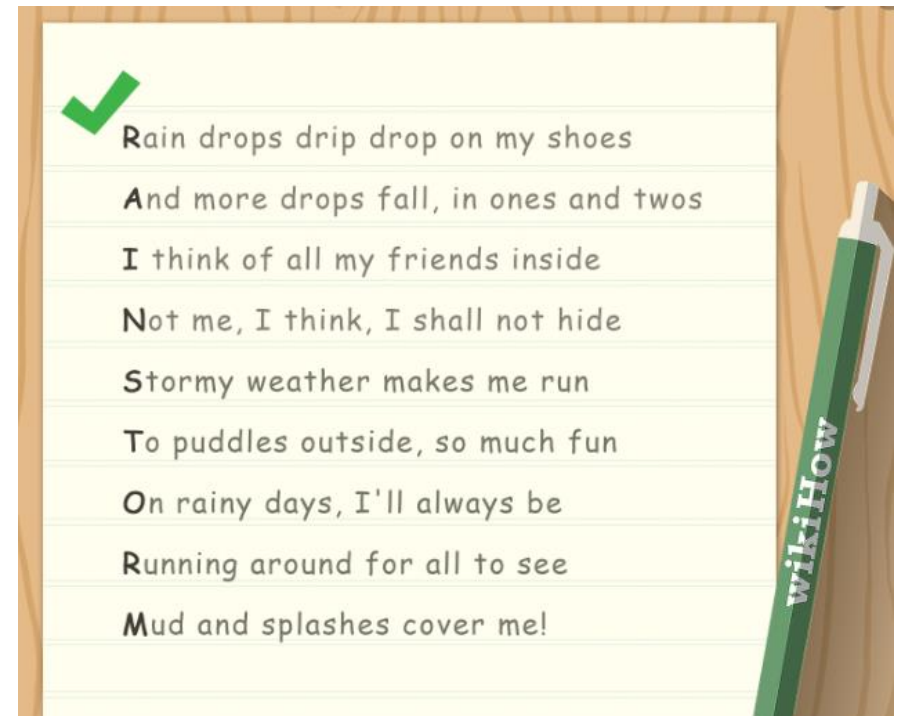 Rain drops drip drop on my shoes
And more drops fall, in ones and twos
I think of all my friends inside
Not me, I think, I shall not hide
Stormy weather makes me run
To puddles outside, so much fun
On rainy days, I'll always be
Running around for all to see
Mud and splashes cover me!
wikiHow